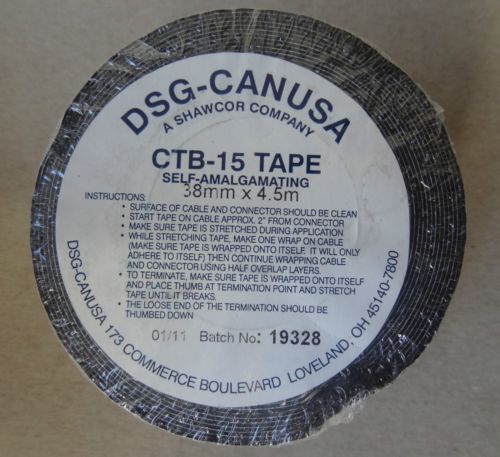 DSG-CANUSA
A SHAWCOR COMPANY
CTB-15 TAPE
SELF-AMALGAMATING
38mm x 4.5m
INSTRUCTIONS:
• SURFACE OF CABLE AND CONNECTOR SHOULD BE CLEAN
• START TAPE ON CABLE APPROX. 2" FROM CONNECTOR
• MAKE SURE TAPE IS STRETCHED DURING APPLICATION
• WHILE STRETCHING TAPE, MAKE ONE WRAP ON CABLE
(MAKE SURE TAPE IS WRAPPED ONTO ITSELF. IT WILL ONLY
ADHERE TO ITSELF) THEN CONTINUE WRAPPING CABLE
AND CONNECTOR USING HALF OVERLAP LAYERS.
• TO TERMINATE, MAKE SURE TAPE IS WRAPPED ONTO ITSELF
AND PLACE THUMB AT TERMINATION POINT AND STRETCH
TAPE UNTIL IT BREAKS.
• THE LOOSE END OF THE TERMINATION SHOULD BE
THUMBED DOWN
01/11 Batch No: 19328
DSG-CANUSA 173 COMMERCE BOULEVARD LOVELAND, OH 45140-7800